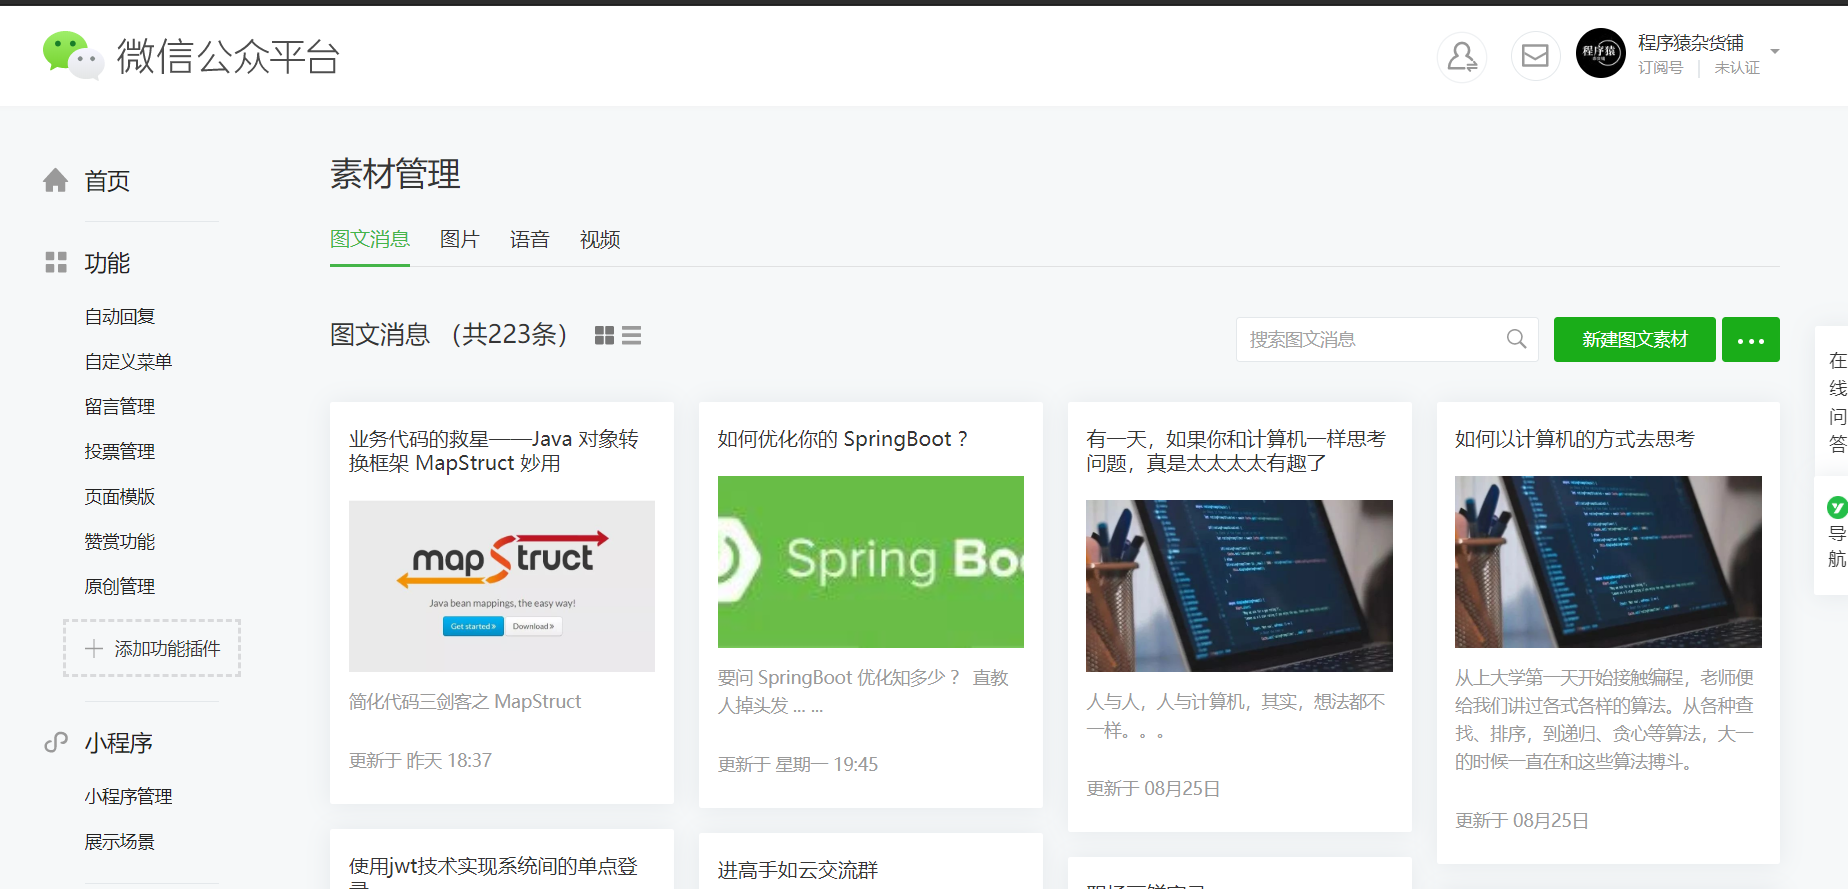 微信公众平台
程序猿
程序猿杂货铺
订阅号 | 未认证
首页
功能
自动回复
自定义菜单
留言管理
投票管理
页面模版
赞赏功能
原创管理
添加功能插件
小程序
小程序管理
展示场景
素材管理
图文消息 图片 语音 视频
图文消息 （共223条）
搜索图文消息
新建图文素材
业务代码的救星——Java 对象转
换框架 MapStruct 妙用
mapStruct
Java bean mappings, the easy way!
Get started » Download »
简化代码三剑客之 MapStruct
更新于 昨天 18:37
如何优化你的 SpringBoot ?
Spring Boo
要问 SpringBoot 优化知多少？ 直教
人掉头发 ... ...
更新于 星期一 19:45
有一天，如果你和计算机一样思考
问题，真是太太太太有趣了
人与人，人与计算机，其实，想法都不
一样。。。
更新于 08月25日
如何以计算机的方式去思考
从上大学第一天开始接触编程，老师便
给我们讲过各式各样的算法。从各种查
找、排序，到递归、贪心等算法，大一
的时候一直在和这些算法搏斗。
更新于 08月25日
使用jwt技术实现系统间的单点登
录
进高手如云交流群
在
线
问
答
导
航